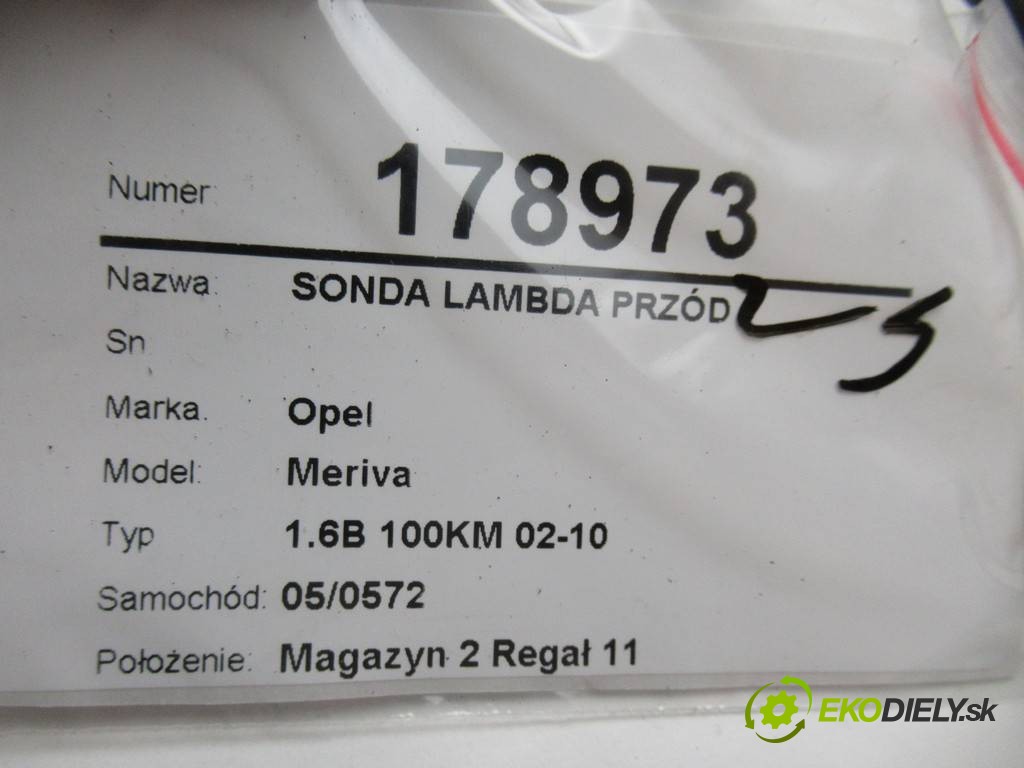 Numer: 178973
Nazwa: SONDA LAMBDA PRZÓD
Sn
Marka. Opel
Model: Meriva
Typ 1.6B 100KM 02-10
Samochód: 05/0572
Położenie: Magazyn 2 Regał 11
EKODIELY.sk